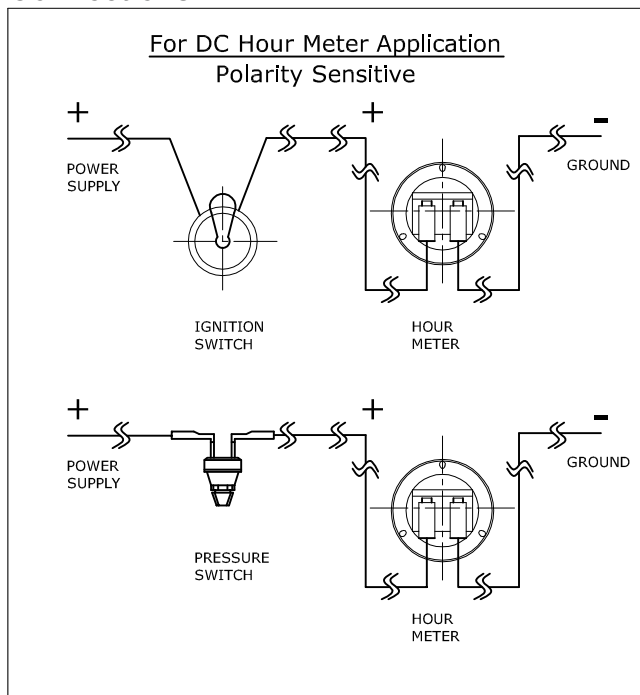 For DC Hour Meter Application
Polarity Sensitive
+
+
-
POWER
SUPPLY
GROUND
IGNITION
SWITCH
HOUR
METER
+
+
-
POWER
SUPPLY
GROUND
PRESSURE
SWITCH
HOUR
METER